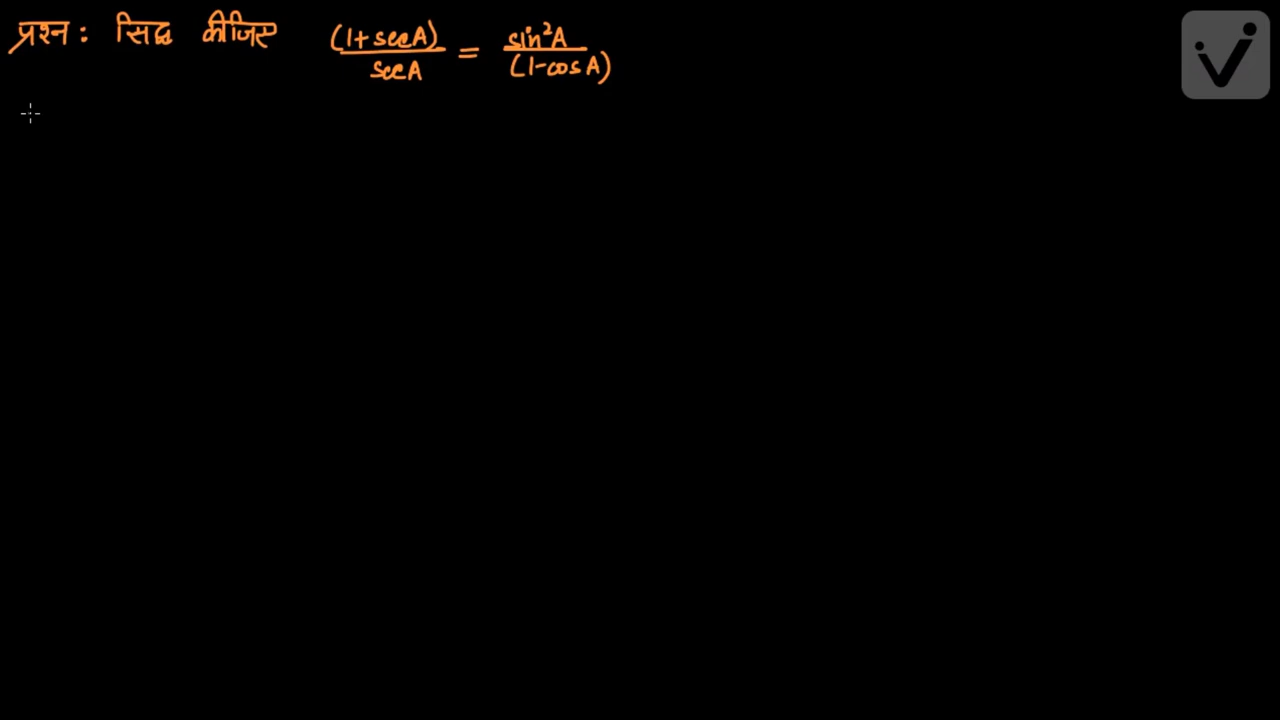 प्रश्न: सिद्ध कीजिए (1+secA)/secA = sin²A/(1-cosA)